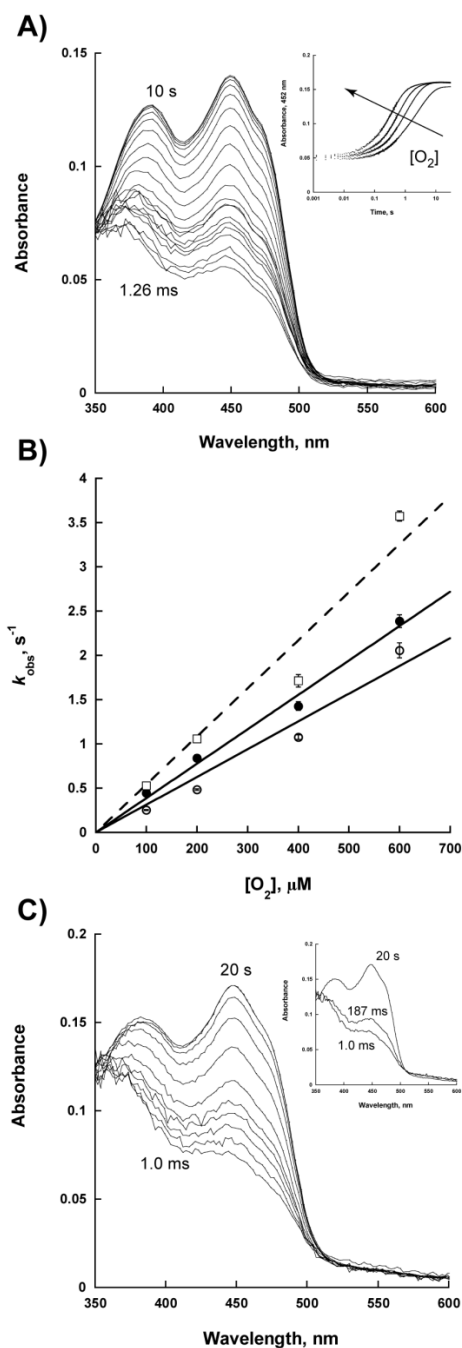 A)
0.15
0.1
0.05
0
Absorbance
10 s
1.26 ms
350 400 450 500 550 600
Wavelength, nm
0.2
0.15
0.1
0.05
0
Absorbance, 452 nm
[O2]
0.001 0.01 0.1 1 10
Time, s
B)
4
3.5
3
2.5
2
1.5
1
0.5
0
kobs, s-1
0 100 200 300 400 500 600 700
[O2], µM
C)
0.2
0.15
0.1
0.05
0
Absorbance
20 s
1.0 ms
350 400 450 500 550 600
Wavelength, nm
0.25
0.2
0.15
0.1
0.05
0
Absorbance
20 s
187 ms
1.0 ms
350 400 450 500 550 600
Wavelength, nm